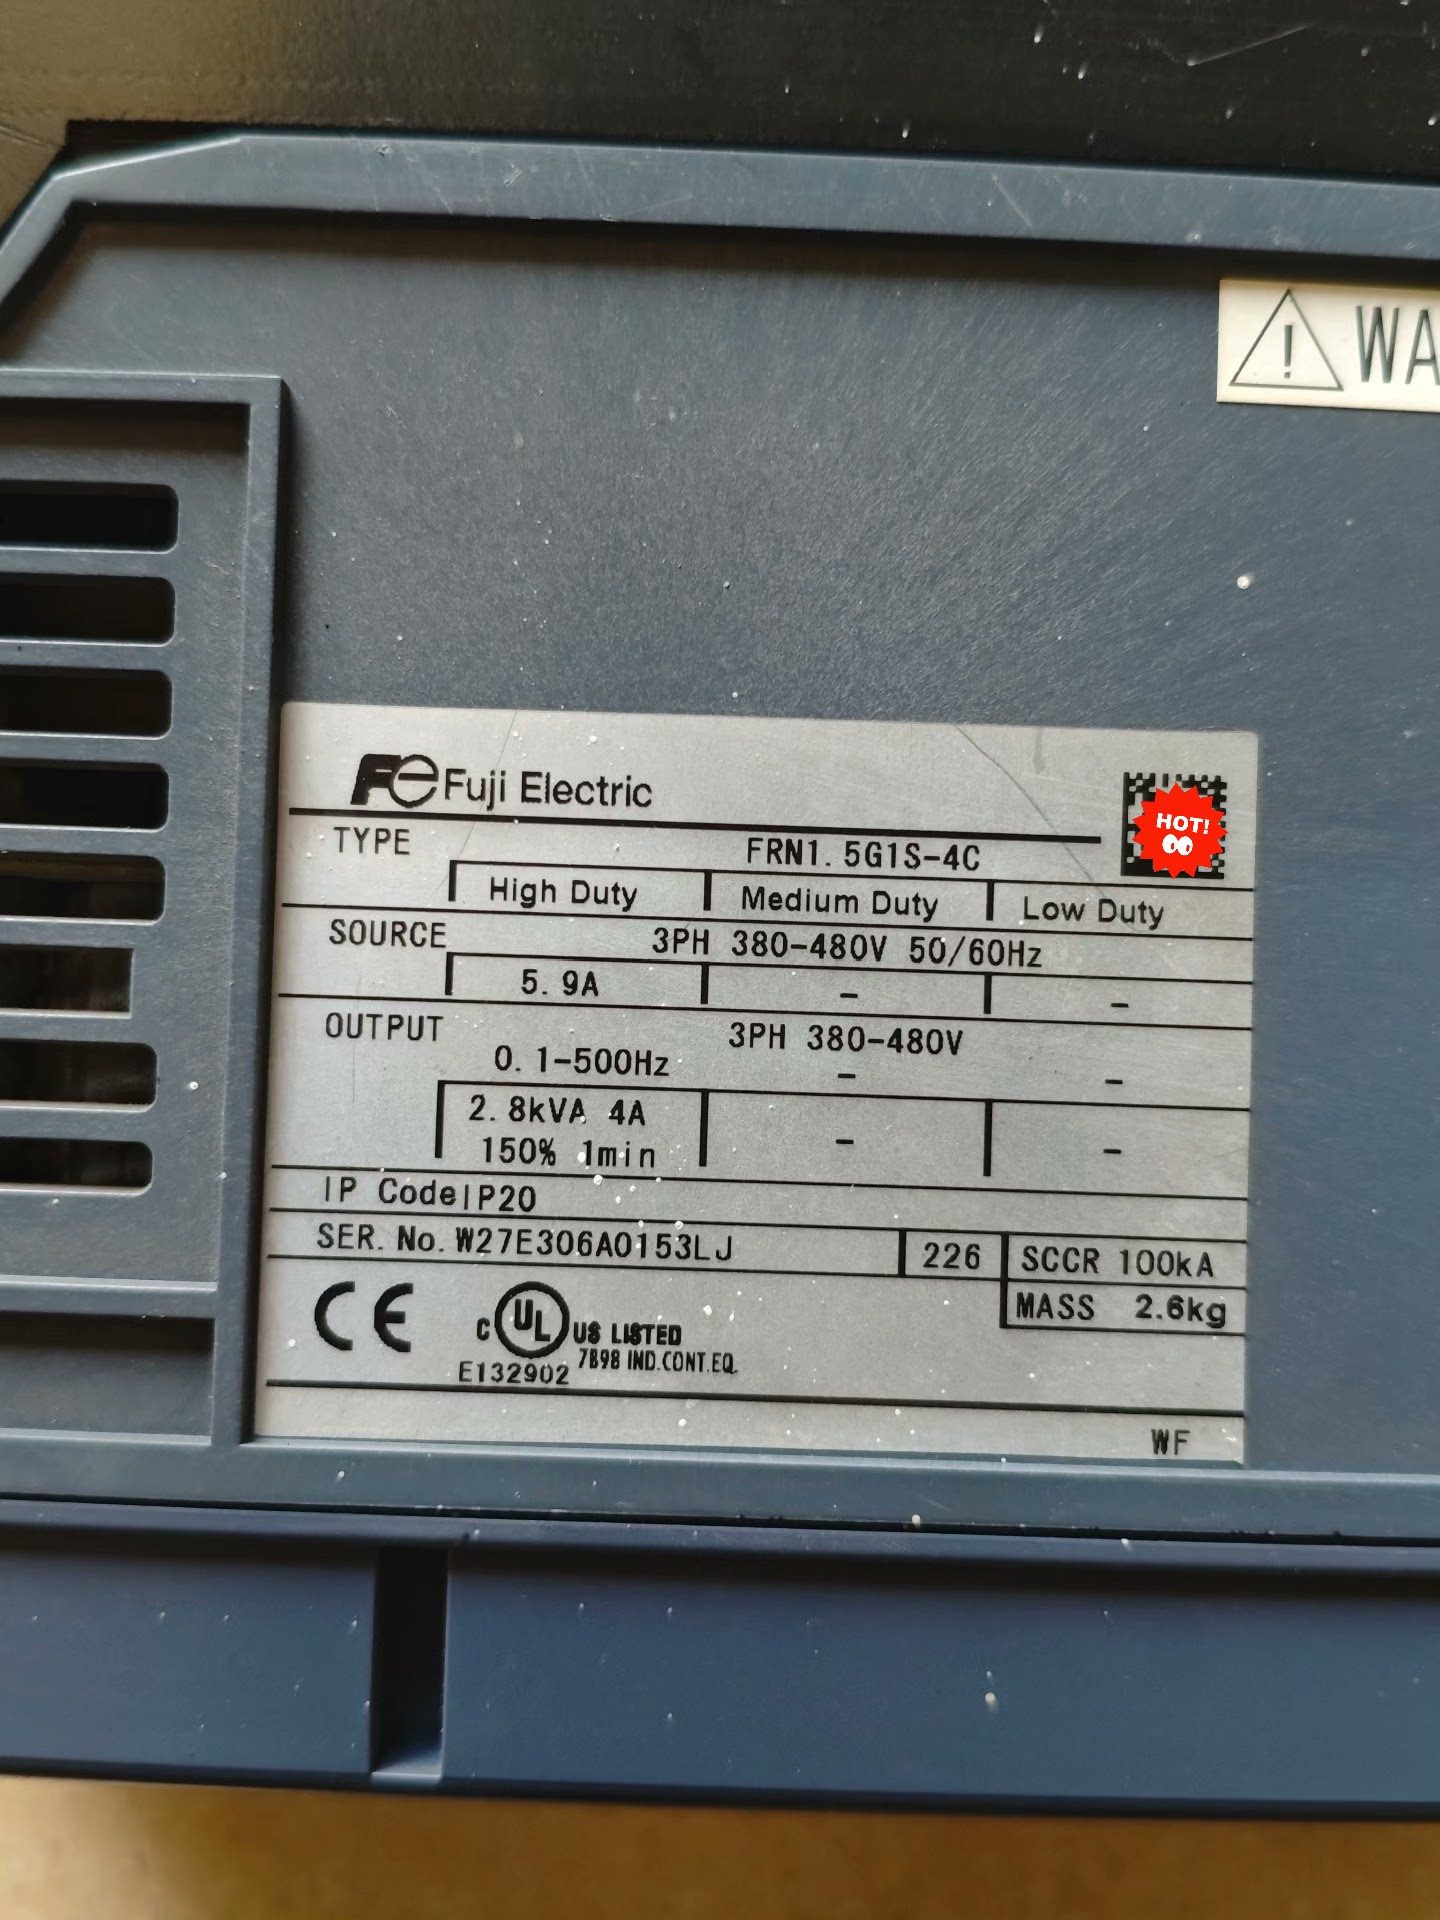 WA
Fuji Electric
HOT!
TYPE FRN1.5G1S-4C
High Duty Medium Duty Low Duty
SOURCE 3PH 380-480V 50/60Hz
5.9A - -
OUTPUT 3PH 380-480V
0.1-500Hz - -
2.8kVA 4A
150% 1min - -
IP Code IP20
SER. No. W27E306A0153LJ 226 SCCR 100kA
MASS 2.6kg
CE C UL US LISTED
E132902 7B98 IND.CONT.EQ.
WF